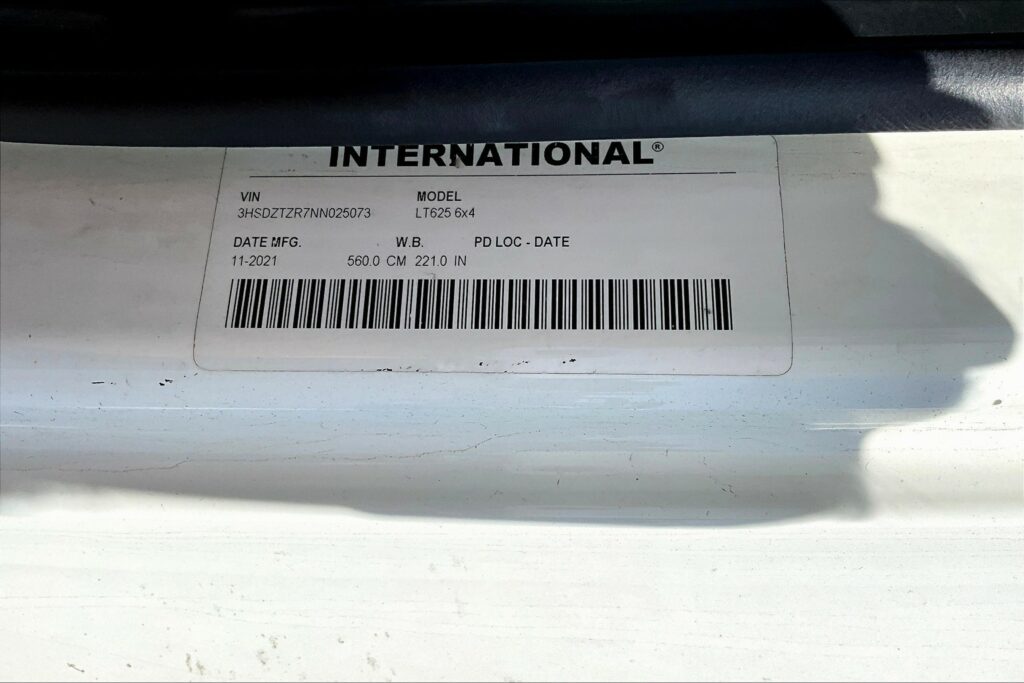 INTERNATIONAL®
VIN MODEL
3HSDZTZR7NN025073 LT625 6x4
DATE MFG. W.B. PD LOC - DATE
11-2021 560.0 CM 221.0 IN